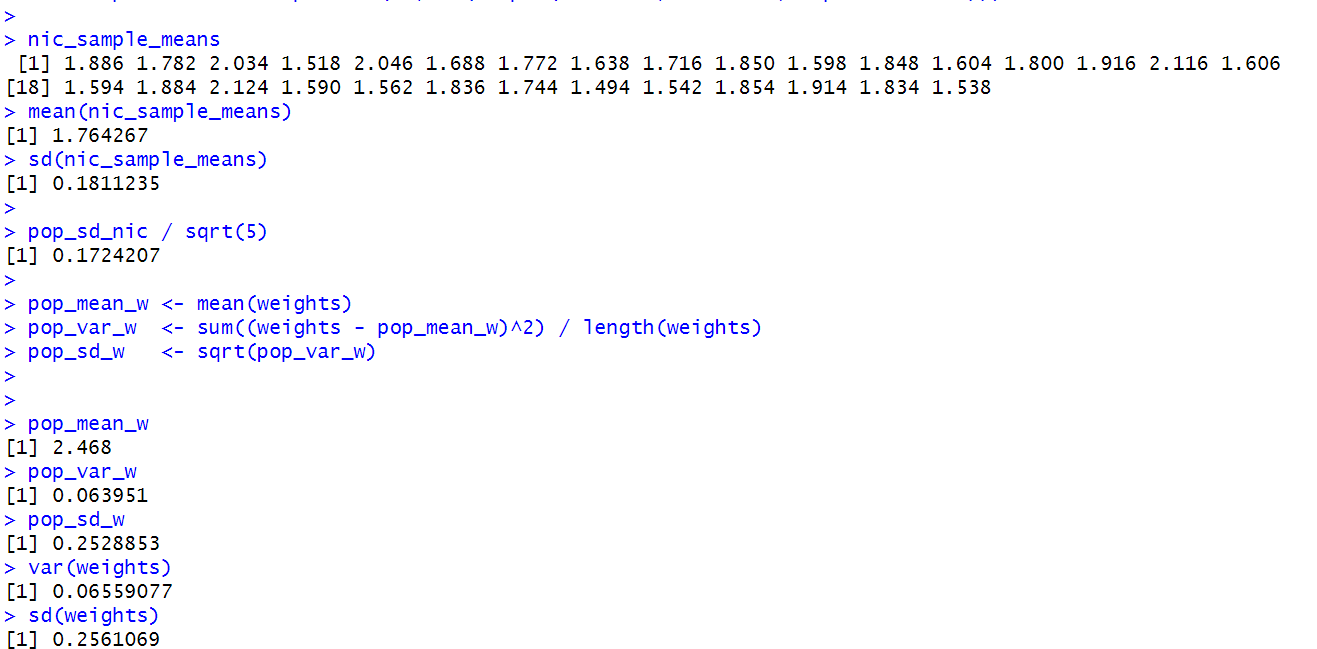 >
> nic_sample_means
 [1] 1.886 1.782 2.034 1.518 2.046 1.688 1.772 1.638 1.716 1.850 1.598 1.848 1.604 1.800 1.916 2.116 1.606
[18] 1.594 1.884 2.124 1.590 1.562 1.836 1.744 1.494 1.542 1.854 1.914 1.834 1.538
> mean(nic_sample_means)
[1] 1.764267
> sd(nic_sample_means)
[1] 0.1811235
>
> pop_sd_nic / sqrt(5)
[1] 0.1724207
>
> pop_mean_w <- mean(weights)
> pop_var_w  <- sum((weights - pop_mean_w)^2) / length(weights)
> pop_sd_w   <- sqrt(pop_var_w)
>
>
> pop_mean_w
[1] 2.468
> pop_var_w
[1] 0.063951
> pop_sd_w
[1] 0.2528853
> var(weights)
[1] 0.06559077
> sd(weights)
[1] 0.2561069